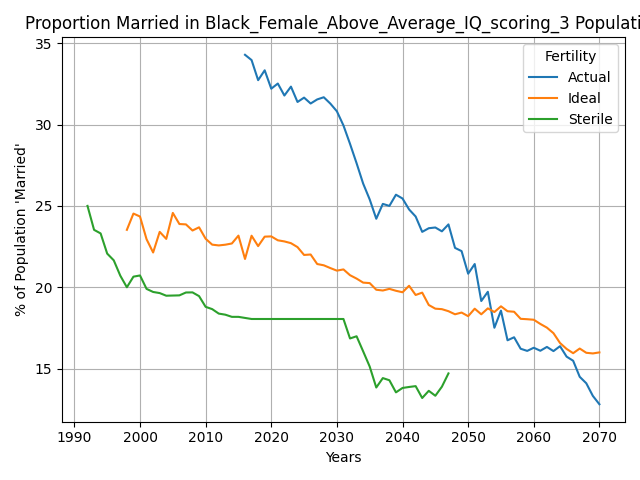 Proportion Married in Black_Female_Above_Average_IQ_scoring_3 Populati
35
30
25
20
15
% of Population 'Married'
Fertility
Actual
Ideal
Sterile
1990 2000 2010 2020 2030 2040 2050 2060 2070
Years